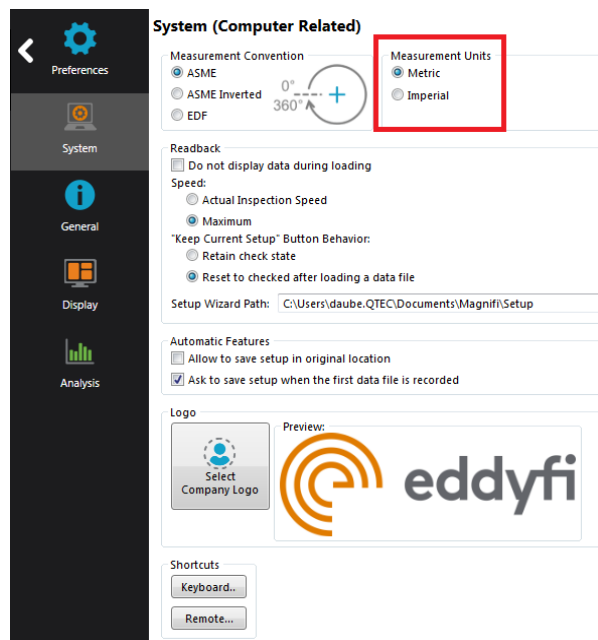 Preferences
System
General
Display
Analysis
System (Computer Related)
Measurement Convention
ASME
ASME Inverted
EDF
0°
360°
Measurement Units
Metric
Imperial
Readback
Do not display data during loading
Speed:
Actual Inspection Speed
Maximum
"Keep Current Setup" Button Behavior:
Retain check state
Reset to checked after loading a data file
Setup Wizard Path: C:\Users\daube.QTEC\Documents\Magnifi\Setup
Automatic Features
Allow to save setup in original location
Ask to save setup when the first data file is recorded
Logo
Select
Company Logo
Preview:
eddyfi
Shortcuts
Keyboard..
Remote...